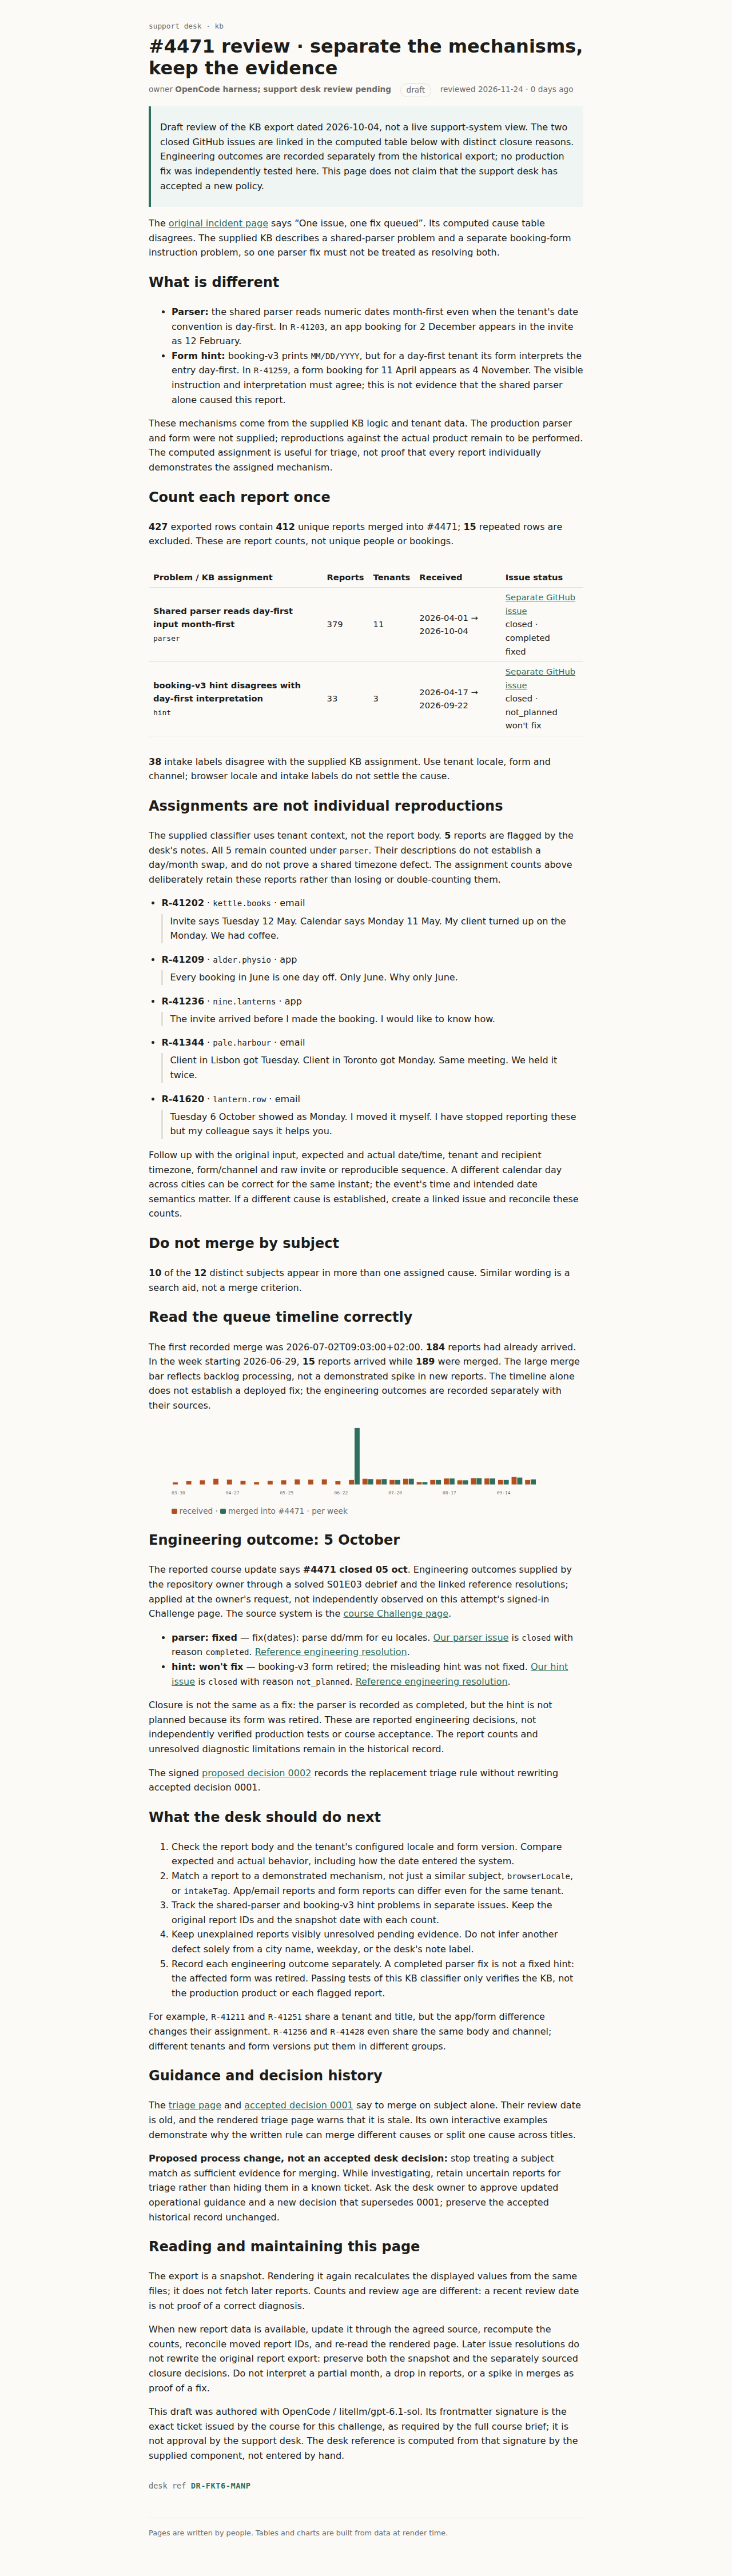 support desk · kb
#4471 review · separate the mechanisms,
keep the evidence
owner OpenCode harness; support desk review pending draft reviewed 2026-11-24 · 0 days ago
Draft review of the KB export dated 2026-10-04, not a live support-system view. The two
closed GitHub issues are linked in the computed table below with distinct closure reasons.
Engineering outcomes are recorded separately from the historical export; no production
fix was independently tested here. This page does not claim that the support desk has
accepted a new policy.
The original incident page says “One issue, one fix queued”. Its computed cause table
disagrees. The supplied KB describes a shared-parser problem and a separate booking-form
instruction problem, so one parser fix must not be treated as resolving both.
What is different
• Parser: the shared parser reads numeric dates month-first even when the tenant's date
convention is day-first. In R-41203, an app booking for 2 December appears in the invite
as 12 February.
• Form hint: booking-v3 prints MM/DD/YYYY, but for a day-first tenant its form interprets the
entry day-first. In R-41259, a form booking for 11 April appears as 4 November. The visible
instruction and interpretation must agree; this is not evidence that the shared parser
alone caused this report.
These mechanisms come from the supplied KB logic and tenant data. The production parser
and form were not supplied; reproductions against the actual product remain to be performed.
The computed assignment is useful for triage, not proof that every report individually
demonstrates the assigned mechanism.
Count each report once
427 exported rows contain 412 unique reports merged into #4471; 15 repeated rows are
excluded. These are report counts, not unique people or bookings.
Problem / KB assignment Reports Tenants Received Issue status
Shared parser reads day-first
input month-first
parser
379 11 2026-04-01 →
2026-10-04
Separate GitHub
issue
closed ·
completed
fixed
booking-v3 hint disagrees with
day-first interpretation
hint
33 3 2026-04-17 →
2026-09-22
Separate GitHub
issue
closed ·
not_planned
won't fix
38 intake labels disagree with the supplied KB assignment. Use tenant locale, form and
channel; browser locale and intake labels do not settle the cause.
Assignments are not individual reproductions
The supplied classifier uses tenant context, not the report body. 5 reports are flagged by the
desk's notes. All 5 remain counted under parser. Their descriptions do not establish a
day/month swap, and do not prove a shared timezone defect. The assignment counts above
deliberately retain these reports rather than losing or double-counting them.
• R-41202 · kettle.books · email
Invite says Tuesday 12 May. Calendar says Monday 11 May. My client turned up on the
Monday. We had coffee.
• R-41209 · alder.physio · app
Every booking in June is one day off. Only June. Why only June.
• R-41236 · nine.lanterns · app
The invite arrived before I made the booking. I would like to know how.
• R-41344 · pale.harbour · email
Client in Lisbon got Tuesday. Client in Toronto got Monday. Same meeting. We held it
twice.
• R-41620 · lantern.row · email
Tuesday 6 October showed as Monday. I moved it myself. I have stopped reporting these
but my colleague says it helps you.
Follow up with the original input, expected and actual date/time, tenant and recipient
timezone, form/channel and raw invite or reproducible sequence. A different calendar day
across cities can be correct for the same instant; the event's time and intended date
semantics matter. If a different cause is established, create a linked issue and reconcile these
counts.
Do not merge by subject
10 of the 12 distinct subjects appear in more than one assigned cause. Similar wording is a
search aid, not a merge criterion.
Read the queue timeline correctly
The first recorded merge was 2026-07-02T09:03:00+02:00. 184 reports had already arrived.
In the week starting 2026-06-29, 15 reports arrived while 189 were merged. The large merge
bar reflects backlog processing, not a demonstrated spike in new reports. The timeline alone
does not establish a deployed fix; the engineering outcomes are recorded separately with
their sources.
03-30 04-27 05-25 06-22 07-20 08-17 09-14
received · merged into #4471 · per week
Engineering outcome: 5 October
The reported course update says #4471 closed 05 oct. Engineering outcomes supplied by
the repository owner through a solved S01E03 debrief and the linked reference resolutions;
applied at the owner's request, not independently observed on this attempt's signed-in
Challenge page. The source system is the course Challenge page.
• parser: fixed — fix(dates): parse dd/mm for eu locales. Our parser issue is closed with
reason completed. Reference engineering resolution.
• hint: won't fix — booking-v3 form retired; the misleading hint was not fixed. Our hint
issue is closed with reason not_planned. Reference engineering resolution.
Closure is not the same as a fix: the parser is recorded as completed, but the hint is not
planned because its form was retired. These are reported engineering decisions, not
independently verified production tests or course acceptance. The report counts and
unresolved diagnostic limitations remain in the historical record.
The signed proposed decision 0002 records the replacement triage rule without rewriting
accepted decision 0001.
What the desk should do next
1. Check the report body and the tenant's configured locale and form version. Compare
expected and actual behavior, including how the date entered the system.
2. Match a report to a demonstrated mechanism, not just a similar subject, browserLocale,
or intakeTag. App/email reports and form reports can differ even for the same tenant.
3. Track the shared-parser and booking-v3 hint problems in separate issues. Keep the
original report IDs and the snapshot date with each count.
4. Keep unexplained reports visibly unresolved pending evidence. Do not infer another
defect solely from a city name, weekday, or the desk's note label.
5. Record each engineering outcome separately. A completed parser fix is not a fixed hint:
the affected form was retired. Passing tests of this KB classifier only verifies the KB, not
the production product or each flagged report.
For example, R-41211 and R-41251 share a tenant and title, but the app/form difference
changes their assignment. R-41256 and R-41428 even share the same body and channel;
different tenants and form versions put them in different groups.
Guidance and decision history
The triage page and accepted decision 0001 say to merge on subject alone. Their review date
is old, and the rendered triage page warns that it is stale. Its own interactive examples
demonstrate why the written rule can merge different causes or split one cause across titles.
Proposed process change, not an accepted desk decision: stop treating a subject
match as sufficient evidence for merging. While investigating, retain uncertain reports for
triage rather than hiding them in a known ticket. Ask the desk owner to approve updated
operational guidance and a new decision that supersedes 0001; preserve the accepted
historical record unchanged.
Reading and maintaining this page
The export is a snapshot. Rendering it again recalculates the displayed values from the same
files; it does not fetch later reports. Counts and review age are different: a recent review date
is not proof of a correct diagnosis.
When new report data is available, update it through the agreed source, recompute the
counts, reconcile moved report IDs, and re-read the rendered page. Later issue resolutions do
not rewrite the original report export: preserve both the snapshot and the separately sourced
closure decisions. Do not interpret a partial month, a drop in reports, or a spike in merges as
proof of a fix.
This draft was authored with OpenCode / litellm/gpt-6.1-sol. Its frontmatter signature is the
exact ticket issued by the course for this challenge, as required by the full course brief; it is
not approval by the support desk. The desk reference is computed from that signature by the
supplied component, not entered by hand.
desk ref DR-FKT6-MANP
Pages are written by people. Tables and charts are built from data at render time.